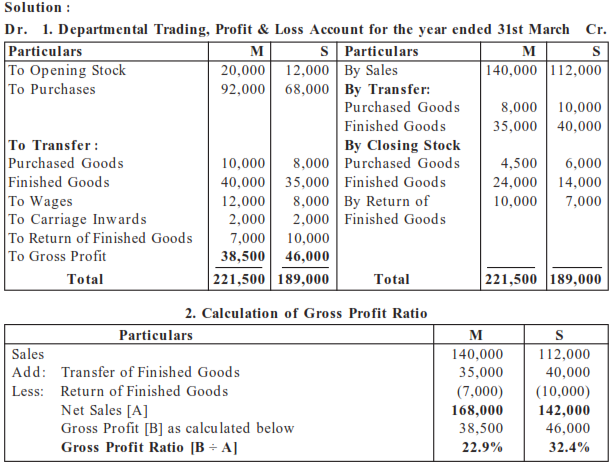 Solution :
Dr. 1. Departmental Trading, Profit & Loss Account for the year ended 31st March Cr.
Particulars M S Particulars M S
To Opening Stock 20,000 12,000 By Sales 140,000 112,000
To Purchases 92,000 68,000 By Transfer:
Purchased Goods 8,000 10,000
Finished Goods 35,000 40,000
To Transfer : By Closing Stock
Purchased Goods 10,000 8,000 Purchased Goods 4,500 6,000
Finished Goods 40,000 35,000 Finished Goods 24,000 14,000
To Wages 12,000 8,000 By Return of 10,000 7,000
To Carriage Inwards 2,000 2,000 Finished Goods
To Return of Finished Goods 7,000 10,000
To Gross Profit 38,500 46,000
Total 221,500 189,000 Total 221,500 189,000
2. Calculation of Gross Profit Ratio
Particulars M S
Sales 140,000 112,000
Add: Transfer of Finished Goods 35,000 40,000
Less: Return of Finished Goods (7,000) (10,000)
Net Sales [A] 168,000 142,000
Gross Profit [B] as calculated below 38,500 46,000
Gross Profit Ratio [B ÷ A] 22.9% 32.4%